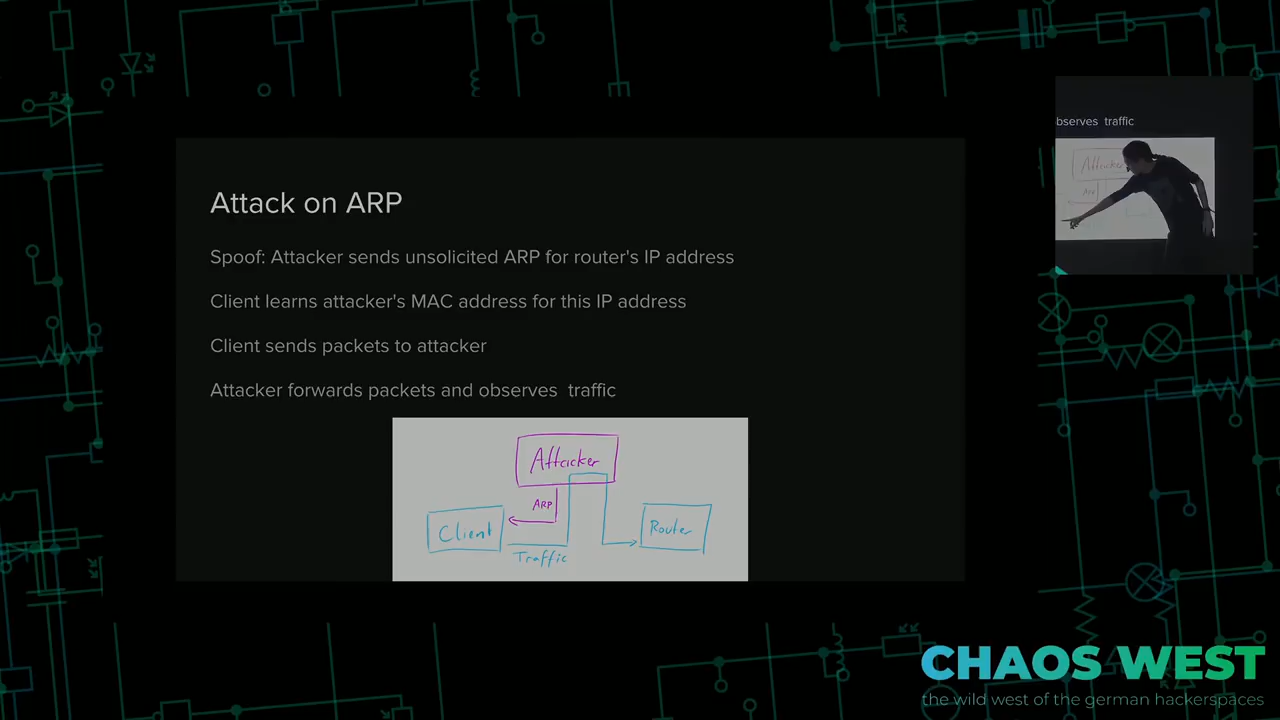 Attack on ARP
Spoof: Attacker sends unsolicited ARP for router's IP address
Client learns attacker's MAC address for this IP address
Client sends packets to attacker
Attacker forwards packets and observes traffic
Attacker
ARP
Client
Router
Traffic
bserves traffic
Attacker
ARP
CHAOS WEST
the wild west of the german hackerspaces